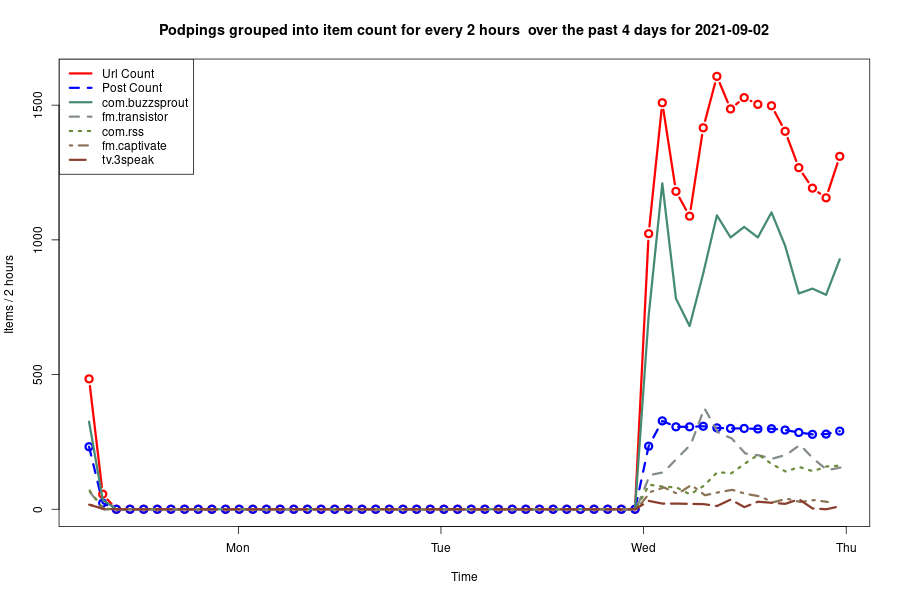 Podpings grouped into item count for every 2 hours  over the past 4 days for 2021-09-02
Url Count
Post Count
com.buzzsprout
fm.transistor
com.rss
fm.captivate
tv.3speak
Items / 2 hours
1500
1000
500
0
Mon
Tue
Wed
Thu
Time